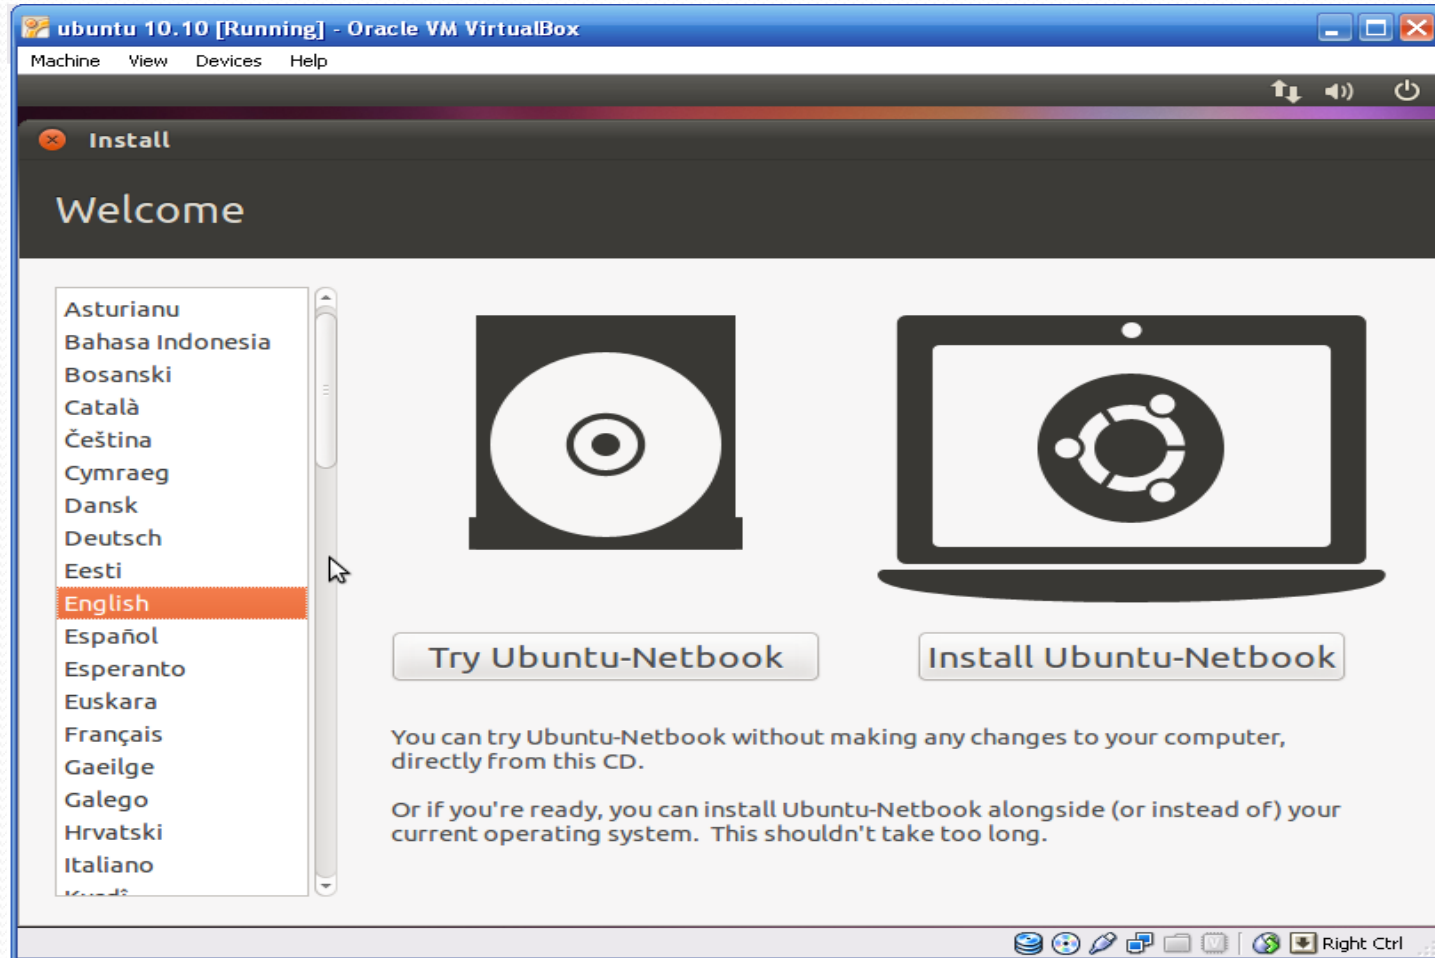 ubuntu 10.10 [Running] - Oracle VM VirtualBox
Machine View Devices Help
Install
Welcome
Asturianu
Bahasa Indonesia
Bosanski
Català
Čeština
Cymraeg
Dansk
Deutsch
Eesti
English
Español
Esperanto
Euskara
Français
Gaeilge
Galego
Hrvatski
Italiano
Try Ubuntu-Netbook
Install Ubuntu-Netbook
You can try Ubuntu-Netbook without making any changes to your computer,
directly from this CD.
Or if you're ready, you can install Ubuntu-Netbook alongside (or instead of) your
current operating system.  This shouldn't take too long.
Right Ctrl